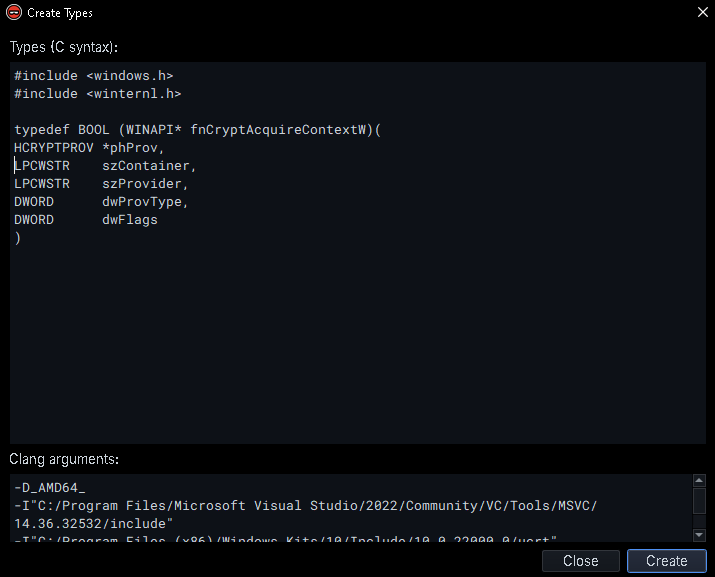 Create Types
Types (C syntax):
#include <windows.h>
#include <winternl.h>
typedef BOOL (WINAPI* fnCryptAcquireContextW)(
HCRYPTPROV *phProv,
LPCWSTR    szContainer,
LPCWSTR    szProvider,
DWORD      dwProvType,
DWORD      dwFlags
)
Clang arguments:
-D_AMD64_
-I"C:/Program Files/Microsoft Visual Studio/2022/Community/VC/Tools/MSVC/
14.36.32532/include"
-I"C:/Program Files (x86)/Windows Kits/10/Include/10.0.22000.0/ucrt"
Close
Create